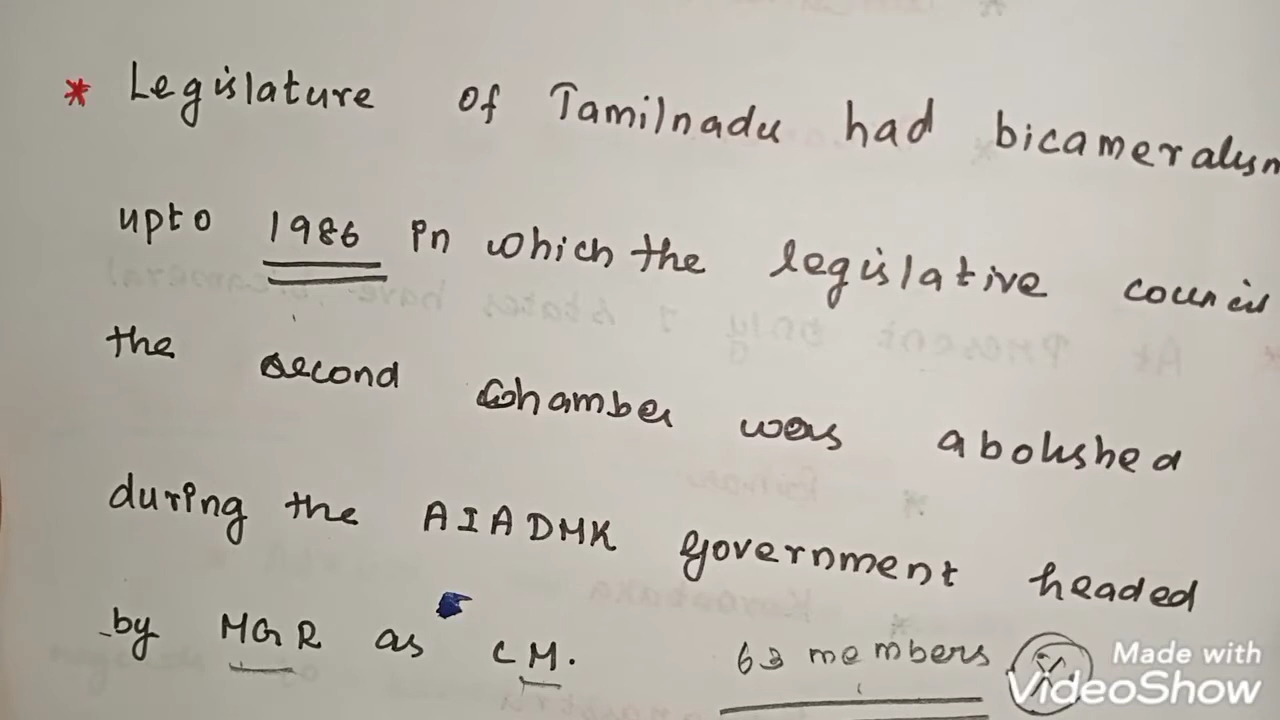 * Legislature of Tamilnadu had bicameralism
upto 1986 in which the legislative council
the second chamber was abolished
during the AIADMK government headed
by MGR as CM. 63 members
Made with
VideoShow